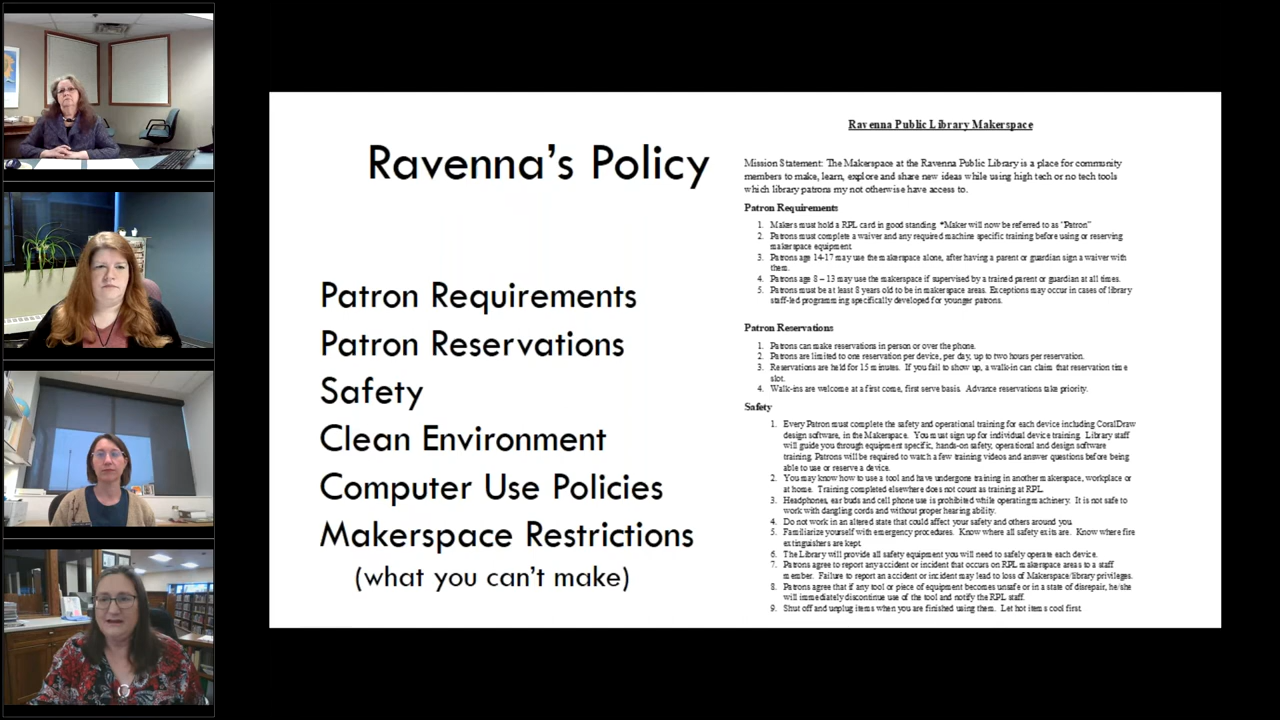 Ravenna's Policy
Patron Requirements
Patron Reservations
Safety
Clean Environment
Computer Use Policies
Makerspace Restrictions
(what you can't make)
Ravenna Public Library Makerspace
Mission Statement: The Makerspace at the Ravenna Public Library is a place for community
members to make, learn, explore and share new ideas while using high tech or no tech tools
which library patrons my not otherwise have access to.
Patron Requirements
1. Makers must hold a RPL card in good standing. *Maker will now be referred to as "Patron"
2. Patrons must complete a waiver and any required machine specific training before using or reserving
makerspace equipment.
3. Patrons age 14-17 may use the makerspace alone, after having a parent or guardian sign a waiver with
them.
4. Patrons age 8 – 13 may use the makerspace if supervised by a trained parent or guardian at all times.
5. Patrons must be at least 8 years old to be in makerspace areas. Exceptions may occur in cases of library
staff-led programming specifically developed for younger patrons.
Patron Reservations
1. Patrons can make reservations in person or over the phone.
2. Patrons are limited to one reservation per device, per day, up to two hours per reservation.
3. Reservations are held for 15 minutes. If you fail to show up, a walk-in can claim that reservation time
slot.
4. Walk-ins are welcome at a first come, first serve basis. Advance reservations take priority.
Safety
1. Every Patron must complete the safety and operational training for each device including CoralDraw
design software, in the Makerspace. You must sign up for individual device training. Library staff
will guide you through equipment specific, hands-on safety, operational and design software
training. Patrons will be required to watch a few training videos and answer questions before being
able to use or reserve a device.
2. You may know how to use a tool and have undergone training in another makerspace, workplace or
at home. Training completed elsewhere does not count as training at RPL.
3. Headphones, ear buds and cell phone use is prohibited while operating machinery. It is not safe to
work with dangling cords and without proper hearing ability.
4. Do not work in an altered state that could affect your safety and others around you.
5. Familiarize yourself with emergency procedures. Know where all safety exits are. Know where fire
extinguishers are kept.
6. The Library will provide all safety equipment you will need to safely operate each device.
7. Patrons agree to report any accident or incident that occurs on RPL makerspace areas to a staff
member. Failure to report an accident or incident may lead to loss of Makerspace/library privileges.
8. Patrons agree that if any tool or piece of equipment becomes unsafe or in a state of disrepair, he/she
will immediately discontinue use of the tool and notify the RPL staff.
9. Shut off and unplug items when you are finished using them. Let hot items cool first.